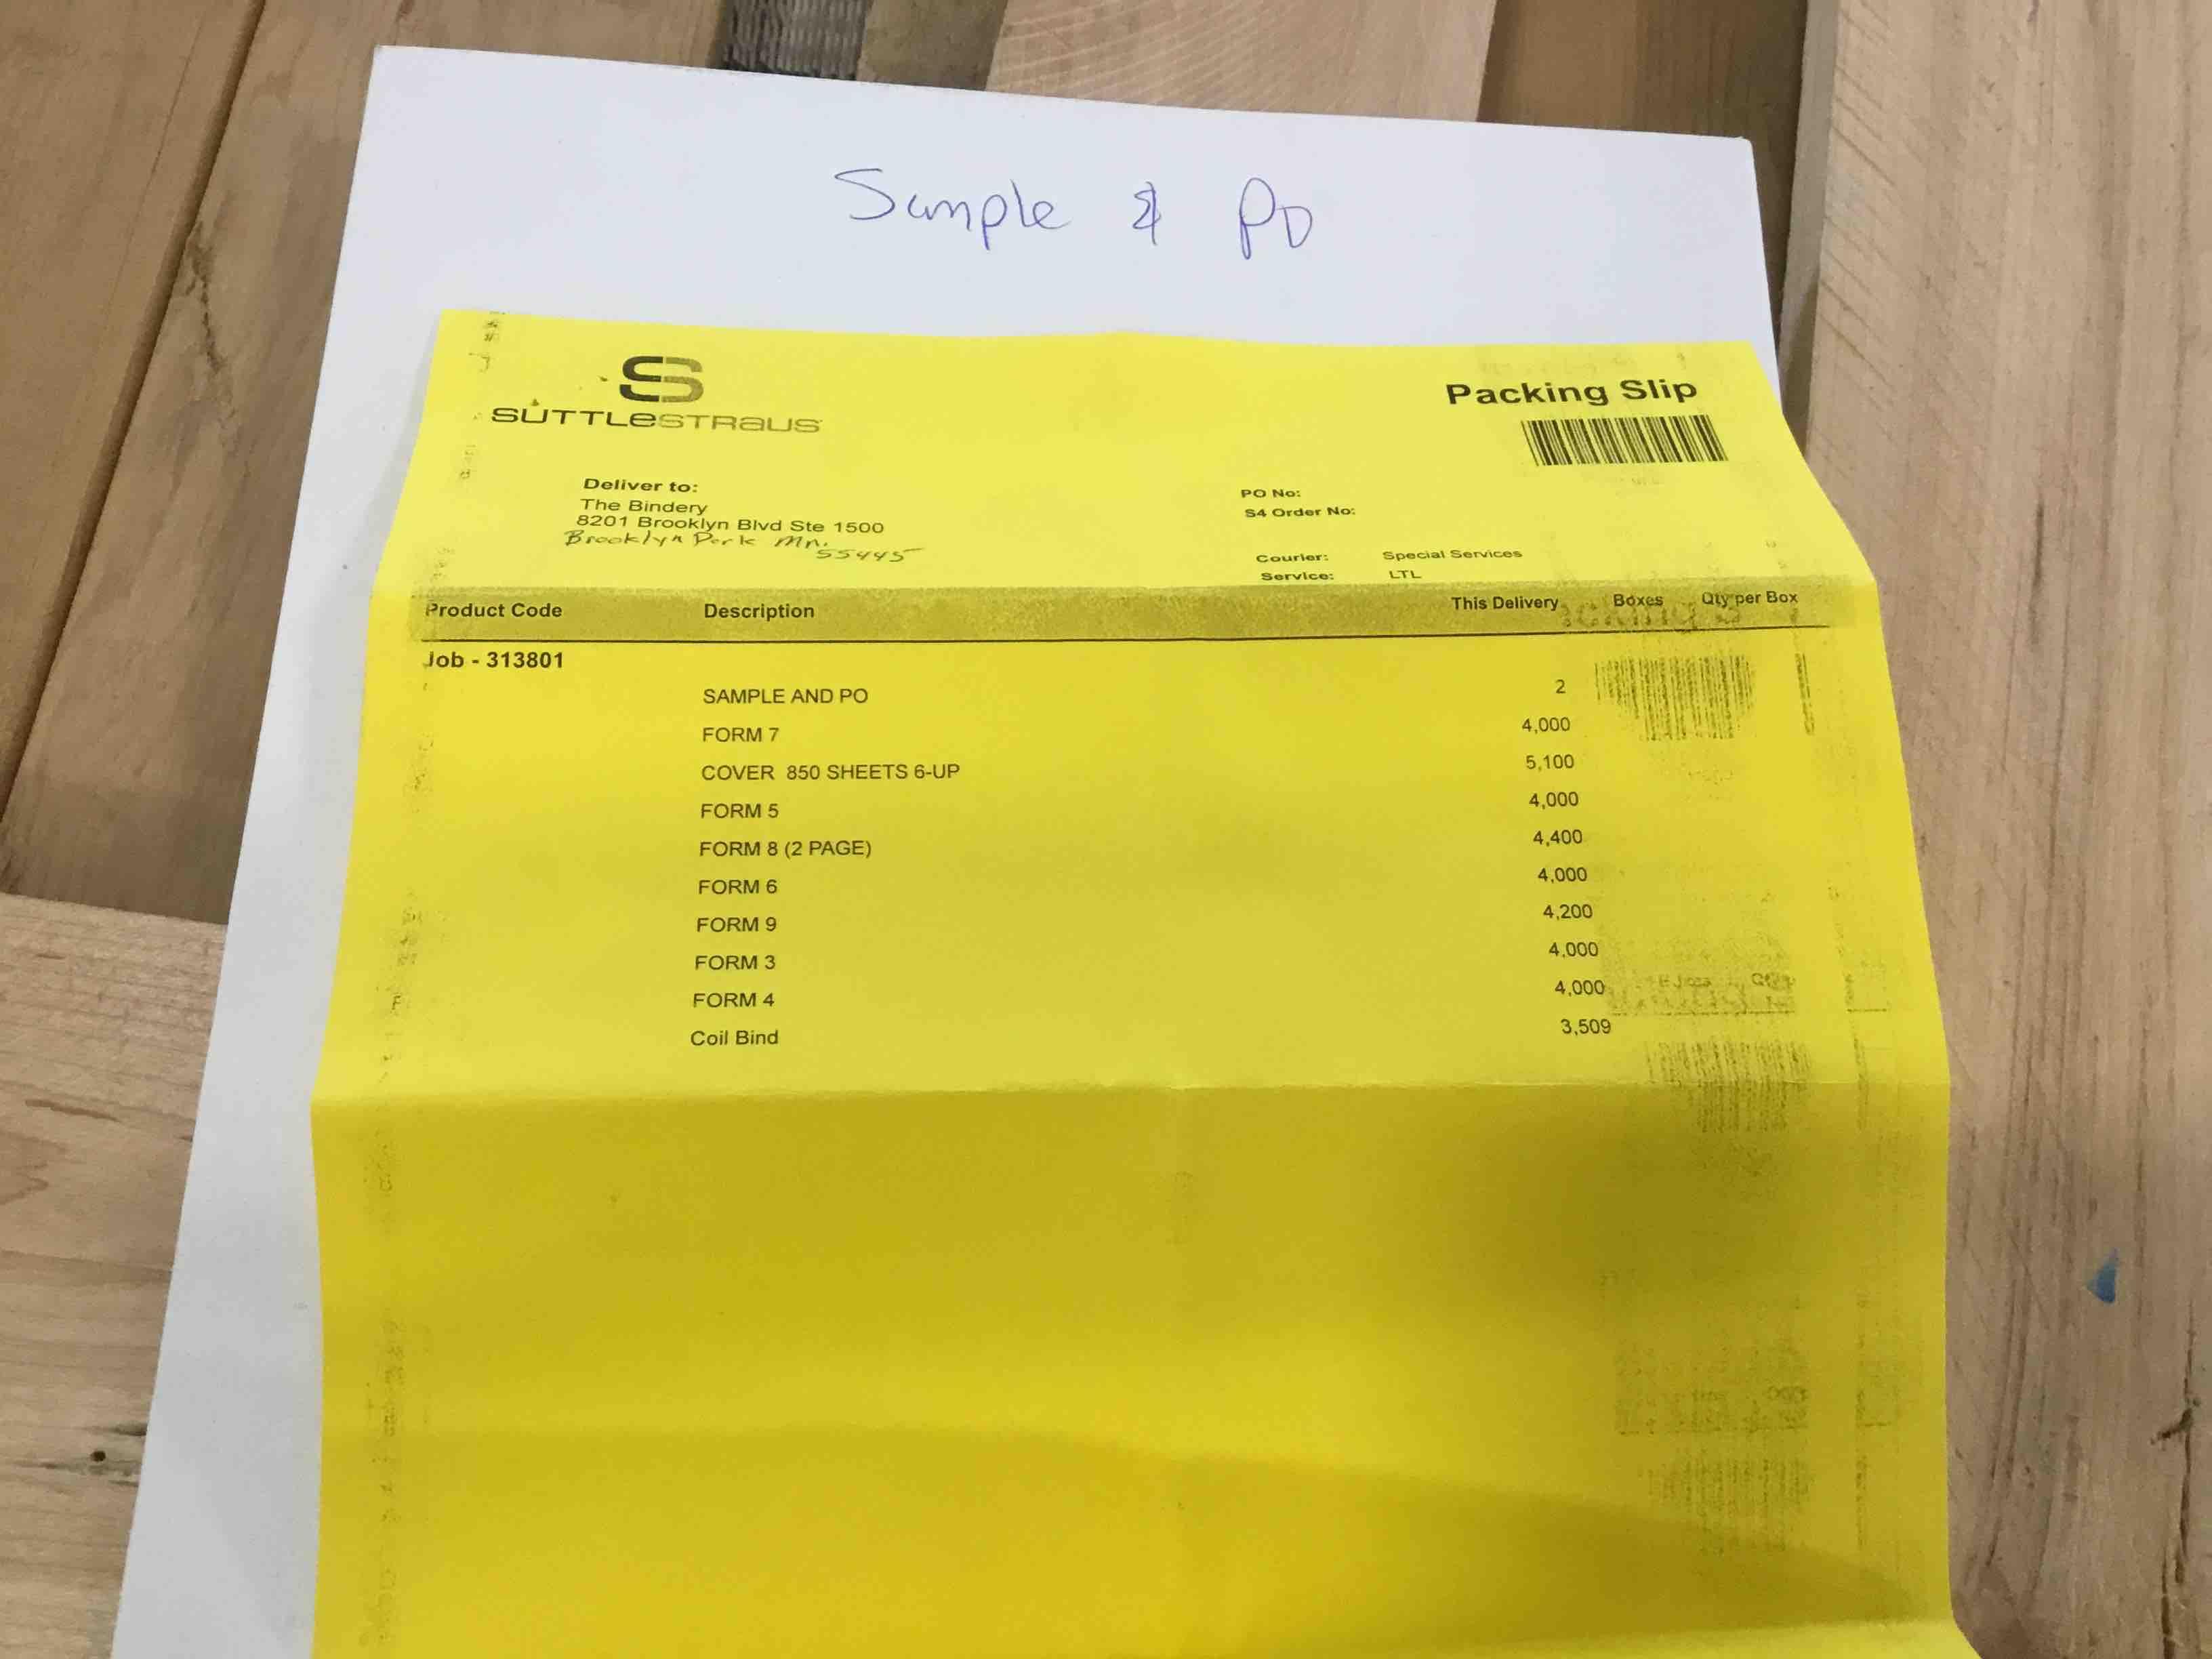 Sample & PO
SUTTLESTRAUS
Packing Slip
Deliver to:
The Bindery
8201 Brooklyn Blvd Ste 1500
Brooklyn Park Mn.
55445
PO No:
S4 Order No:
Courier: Special Services
Service: LTL
Product Code Description This Delivery Boxes Qty per Box
Job - 313801
SAMPLE AND PO 2
FORM 7 4,000
COVER 850 SHEETS 6-UP 5,100
FORM 5 4,000
FORM 8 (2 PAGE) 4,400
FORM 6 4,000
FORM 9 4,200
FORM 3 4,000
FORM 4 4,000
Coil Bind 3,509